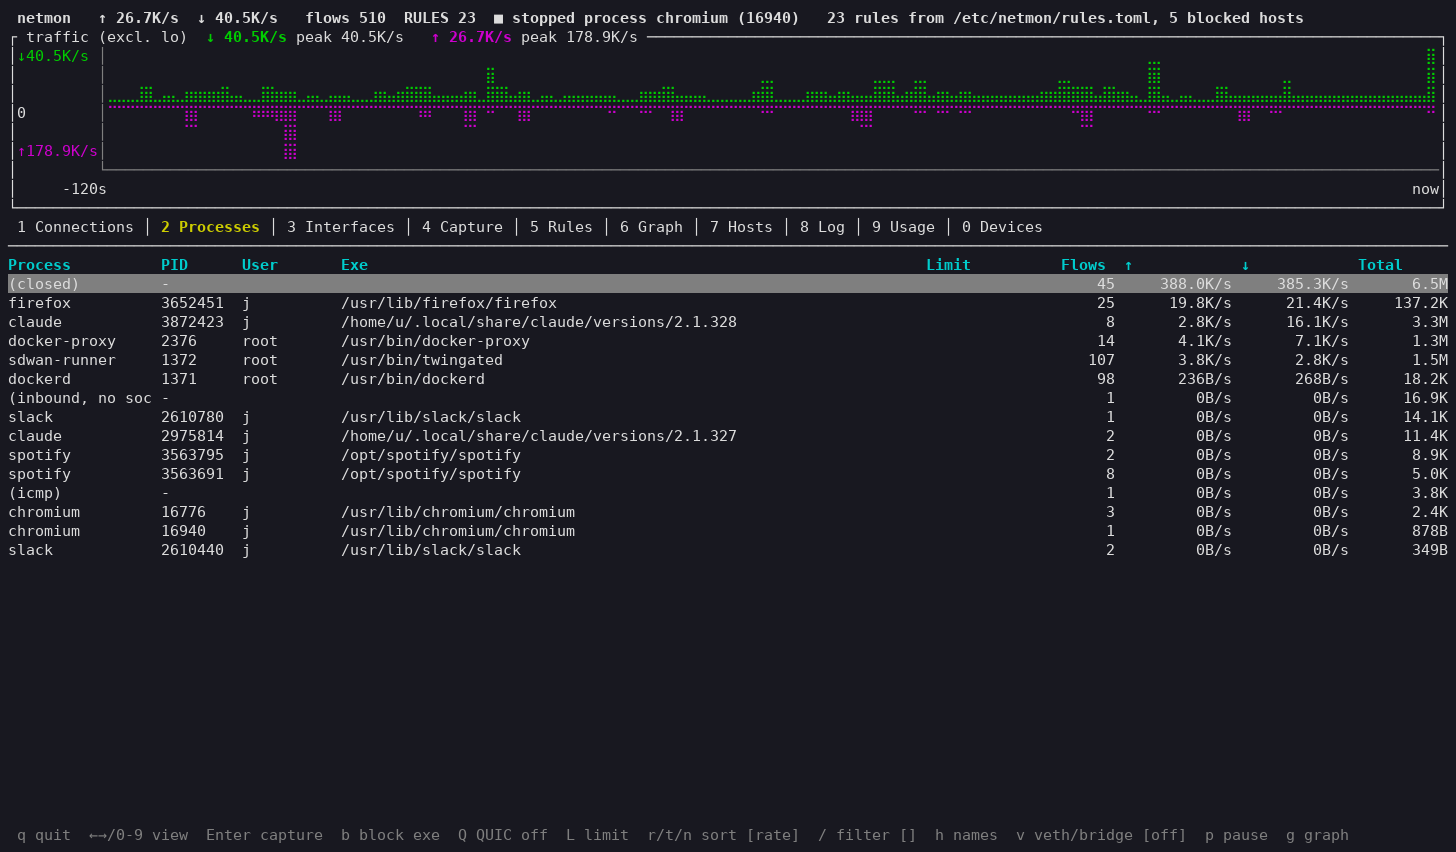 netmon ↑ 26.7K/s ↓ 40.5K/s flows 510 RULES 23 ■ stopped process chromium (16940) 23 rules from /etc/netmon/rules.toml, 5 blocked hosts
traffic (excl. lo) ↓ 40.5K/s peak 40.5K/s ↑ 26.7K/s peak 178.9K/s
↓40.5K/s
0
↑178.9K/s
-120s now
1 Connections │ 2 Processes │ 3 Interfaces │ 4 Capture │ 5 Rules │ 6 Graph │ 7 Hosts │ 8 Log │ 9 Usage │ 0 Devices
Process PID User Exe Limit Flows ↑ ↓ Total
(closed) - 45 388.0K/s 385.3K/s 6.5M
firefox 3652451 j /usr/lib/firefox/firefox 25 19.8K/s 21.4K/s 137.2K
claude 3872423 j /home/u/.local/share/claude/versions/2.1.328 8 2.8K/s 16.1K/s 3.3M
docker-proxy 2376 root /usr/bin/docker-proxy 14 4.1K/s 7.1K/s 1.3M
sdwan-runner 1372 root /usr/bin/twingated 107 3.8K/s 2.8K/s 1.5M
dockerd 1371 root /usr/bin/dockerd 98 236B/s 268B/s 18.2K
(inbound, no soc - 1 0B/s 0B/s 16.9K
slack 2610780 j /usr/lib/slack/slack 1 0B/s 0B/s 14.1K
claude 2975814 j /home/u/.local/share/claude/versions/2.1.327 2 0B/s 0B/s 11.4K
spotify 3563795 j /opt/spotify/spotify 2 0B/s 0B/s 8.9K
spotify 3563691 j /opt/spotify/spotify 8 0B/s 0B/s 5.0K
(icmp) - 1 0B/s 0B/s 3.8K
chromium 16776 j /usr/lib/chromium/chromium 3 0B/s 0B/s 2.4K
chromium 16940 j /usr/lib/chromium/chromium 1 0B/s 0B/s 878B
slack 2610440 j /usr/lib/slack/slack 2 0B/s 0B/s 349B
q quit ←→/0-9 view Enter capture b block exe Q QUIC off L limit r/t/n sort [rate] / filter [] h names v veth/bridge [off] p pause g graph